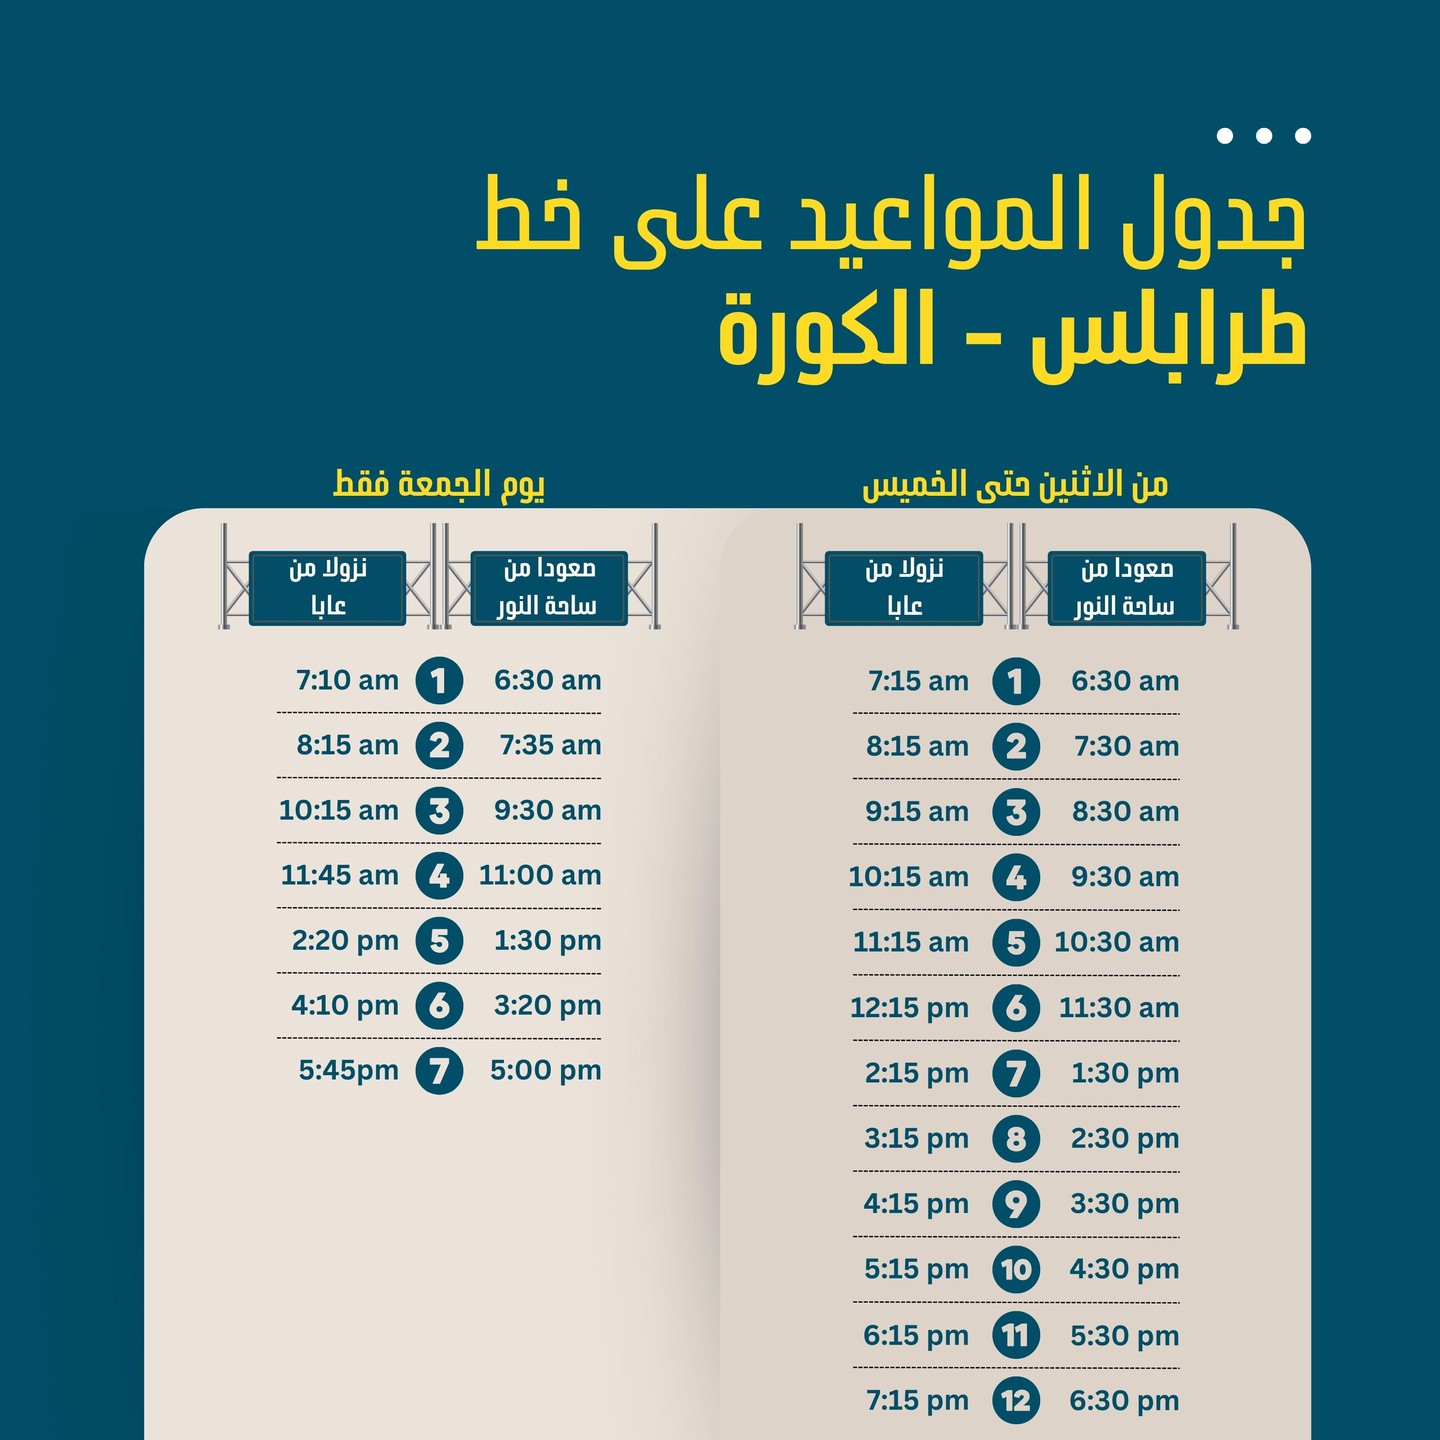 جدول المواعيد على خط
طرابلس - الكورة
من الاثنين حتى الخميس
صعودا من
ساحة النور
نزولا من
عابا
6:30 am 1 7:15 am
7:30 am 2 8:15 am
8:30 am 3 9:15 am
9:30 am 4 10:15 am
10:30 am 5 11:15 am
11:30 am 6 12:15 pm
1:30 pm 7 2:15 pm
2:30 pm 8 3:15 pm
3:30 pm 9 4:15 pm
4:30 pm 10 5:15 pm
5:30 pm 11 6:15 pm
6:30 pm 12 7:15 pm
يوم الجمعة فقط
صعودا من
ساحة النور
نزولا من
عابا
6:30 am 1 7:10 am
7:35 am 2 8:15 am
9:30 am 3 10:15 am
11:00 am 4 11:45 am
1:30 pm 5 2:20 pm
3:20 pm 6 4:10 pm
5:00 pm 7 5:45pm